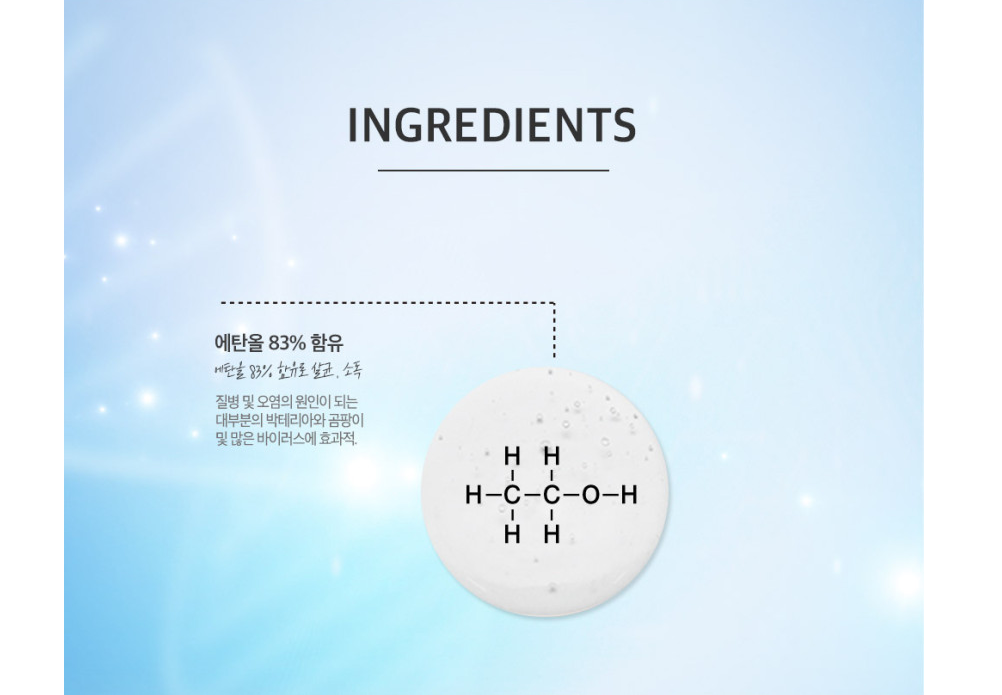 INGREDIENTS
에탄올 83% 함유
에탄올 83% 함유로 살균, 소독
질병 및 오염의 원인이 되는
대부분의 박테리아와 곰팡이
및 많은 바이러스에 효과적.
H H
H-C-C-O-H
H H